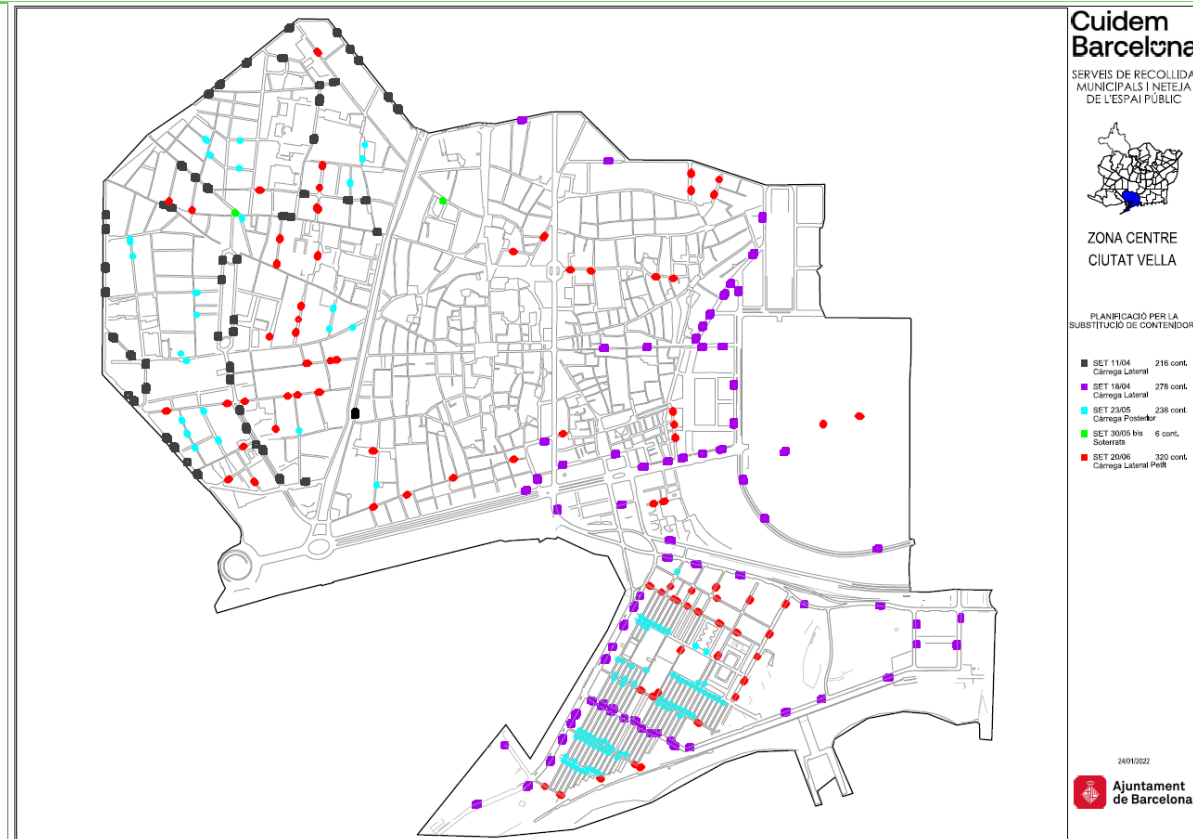 Cuidem
Barcelona
SERVEIS DE RECOLLIDA
MUNICIPALS I NETEJA
DE L'ESPAI PÚBLIC
ZONA CENTRE
CIUTAT VELLA
PLANIFICACIÓ PER LA
SUBSTITUCIÓ DE CONTENIDOR
SET 11/04 216 cont.
Càrrega Lateral
SET 18/04 278 cont.
Càrrega Lateral
SET 23/05 238 cont.
Càrrega Posterior
SET 30/05 bis 6 cont.
Soterrats
SET 20/06 320 cont.
Càrrega Lateral Petit
24/01/2022
Ajuntament
de Barcelona